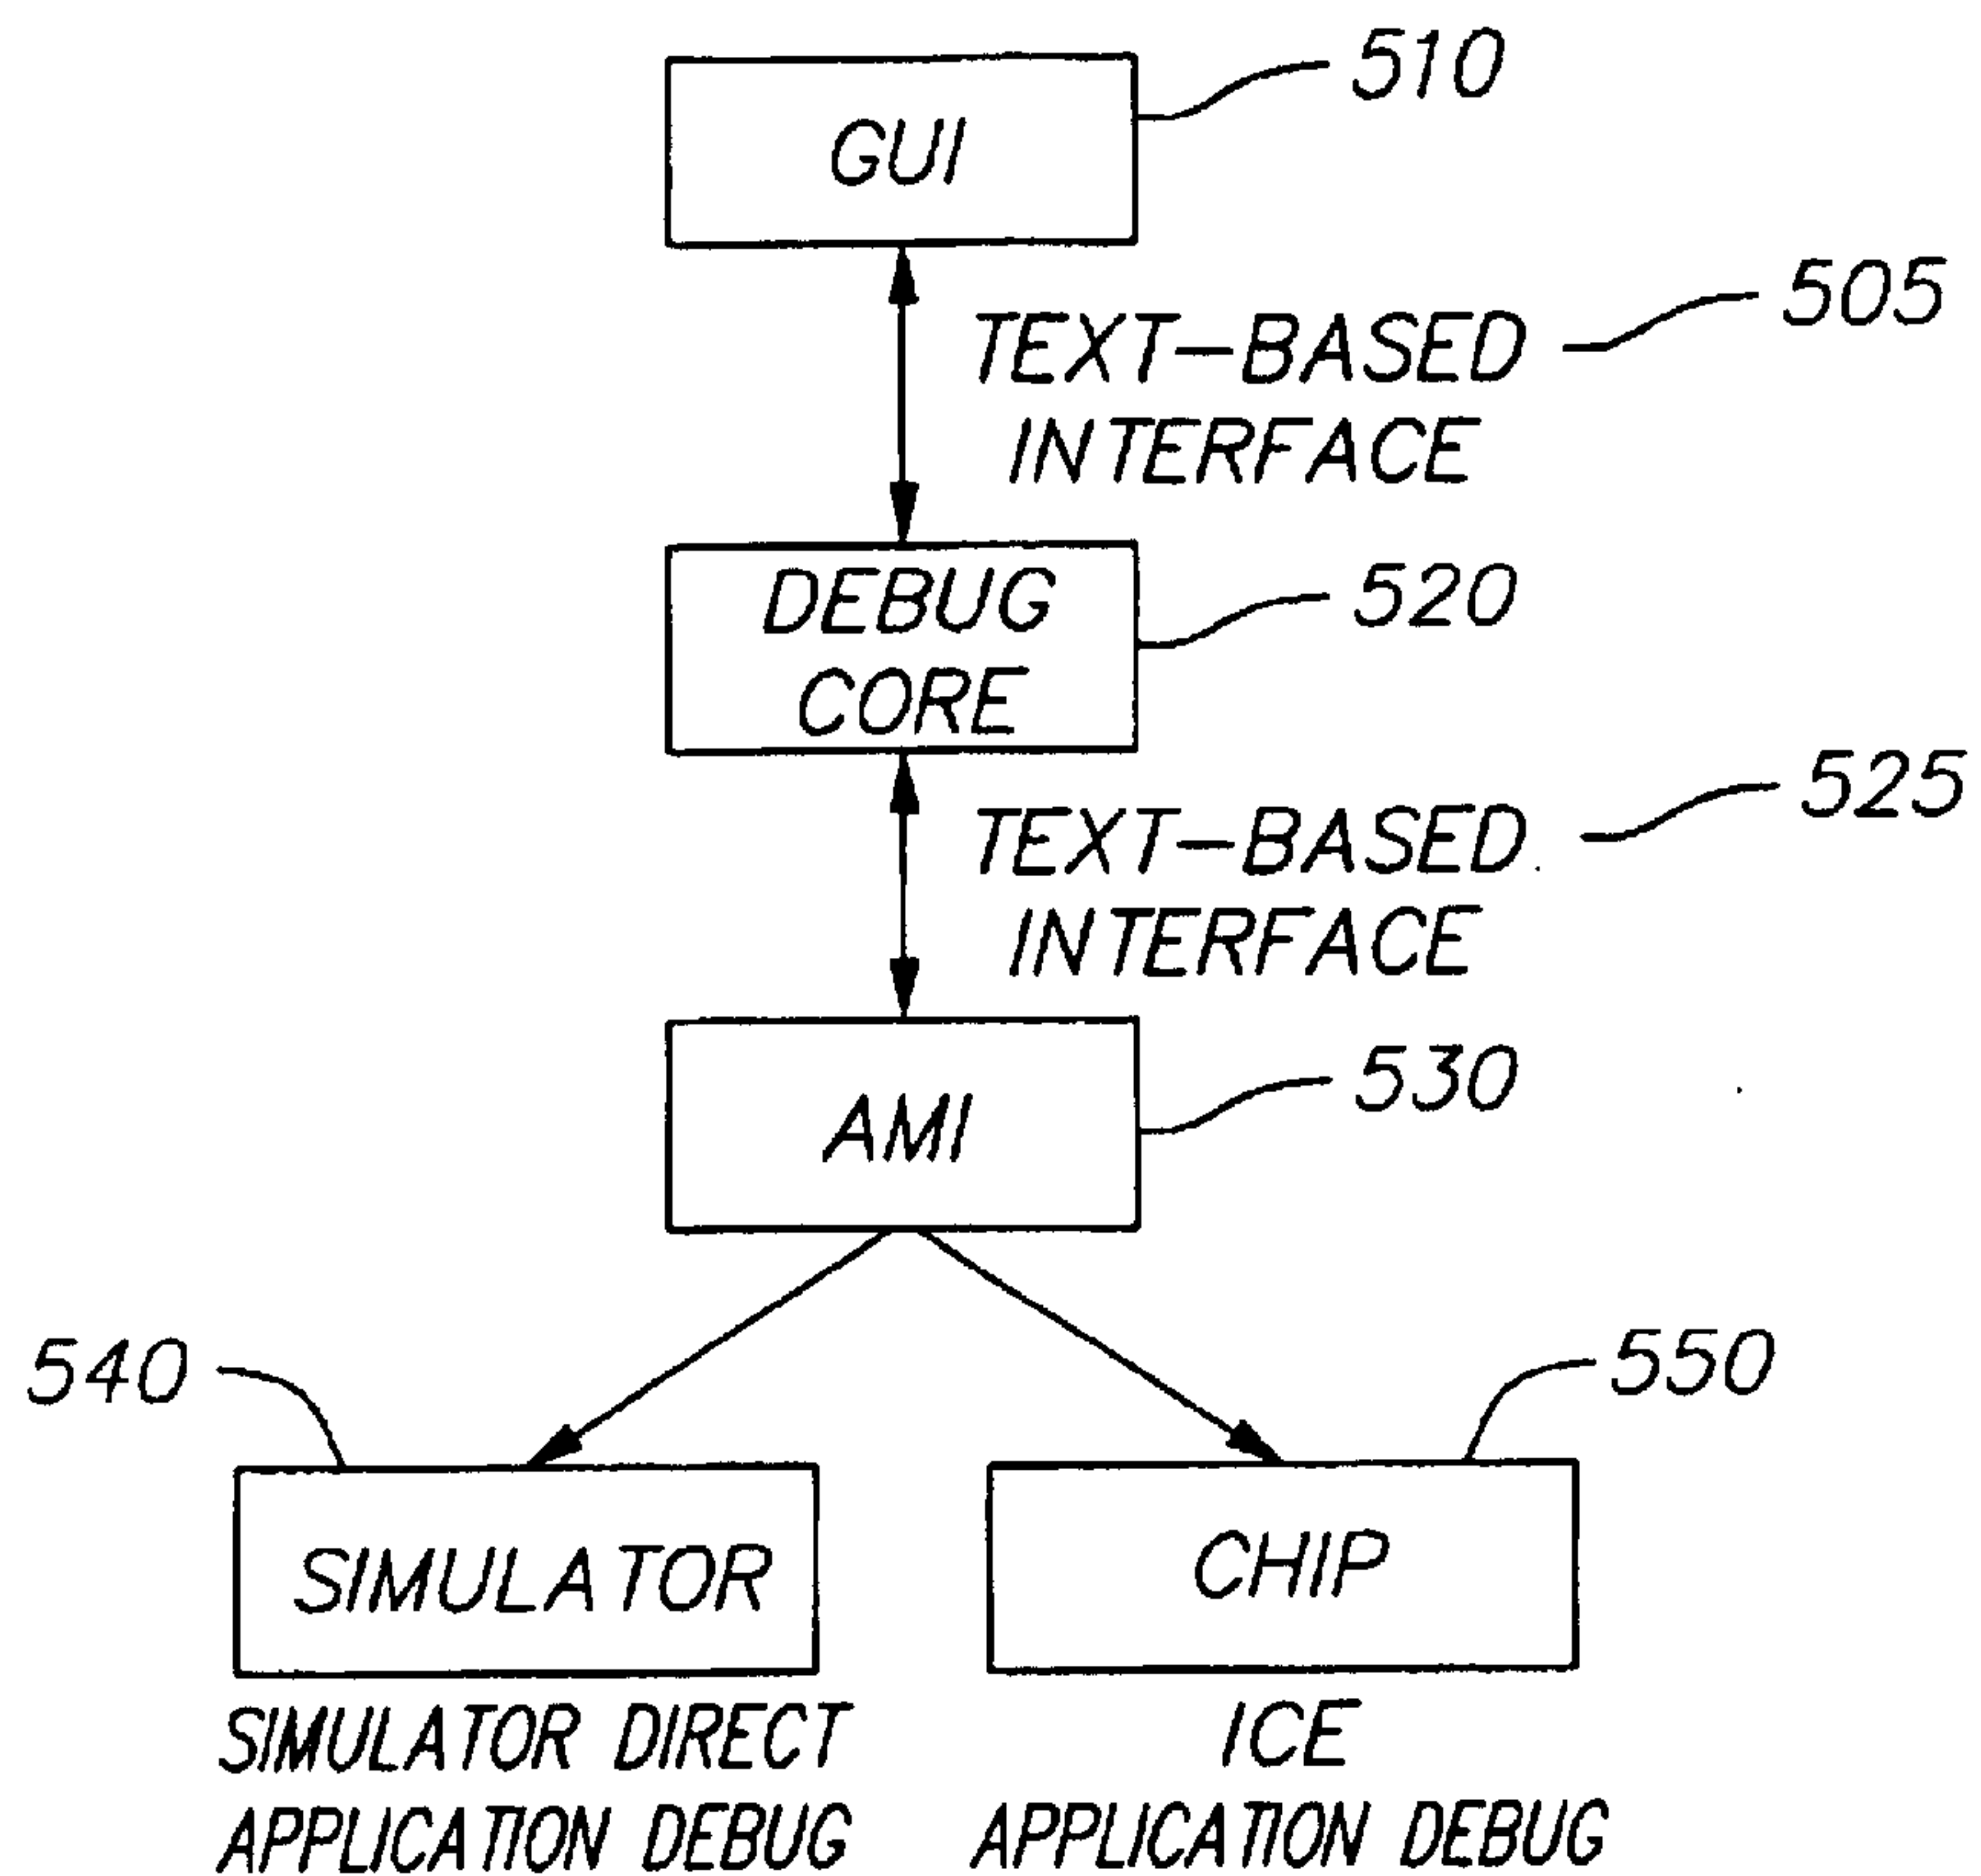 510
GUI
505
TEXT-BASED
INTERFACE
520
DEBUG
CORE
525
TEXT-BASED
INTERFACE
530
AMI
540
550
SIMULATOR
CHIP
SIMULATOR DIRECT
APPLICATION DEBUG
ICE
APPLICATION DEBUG